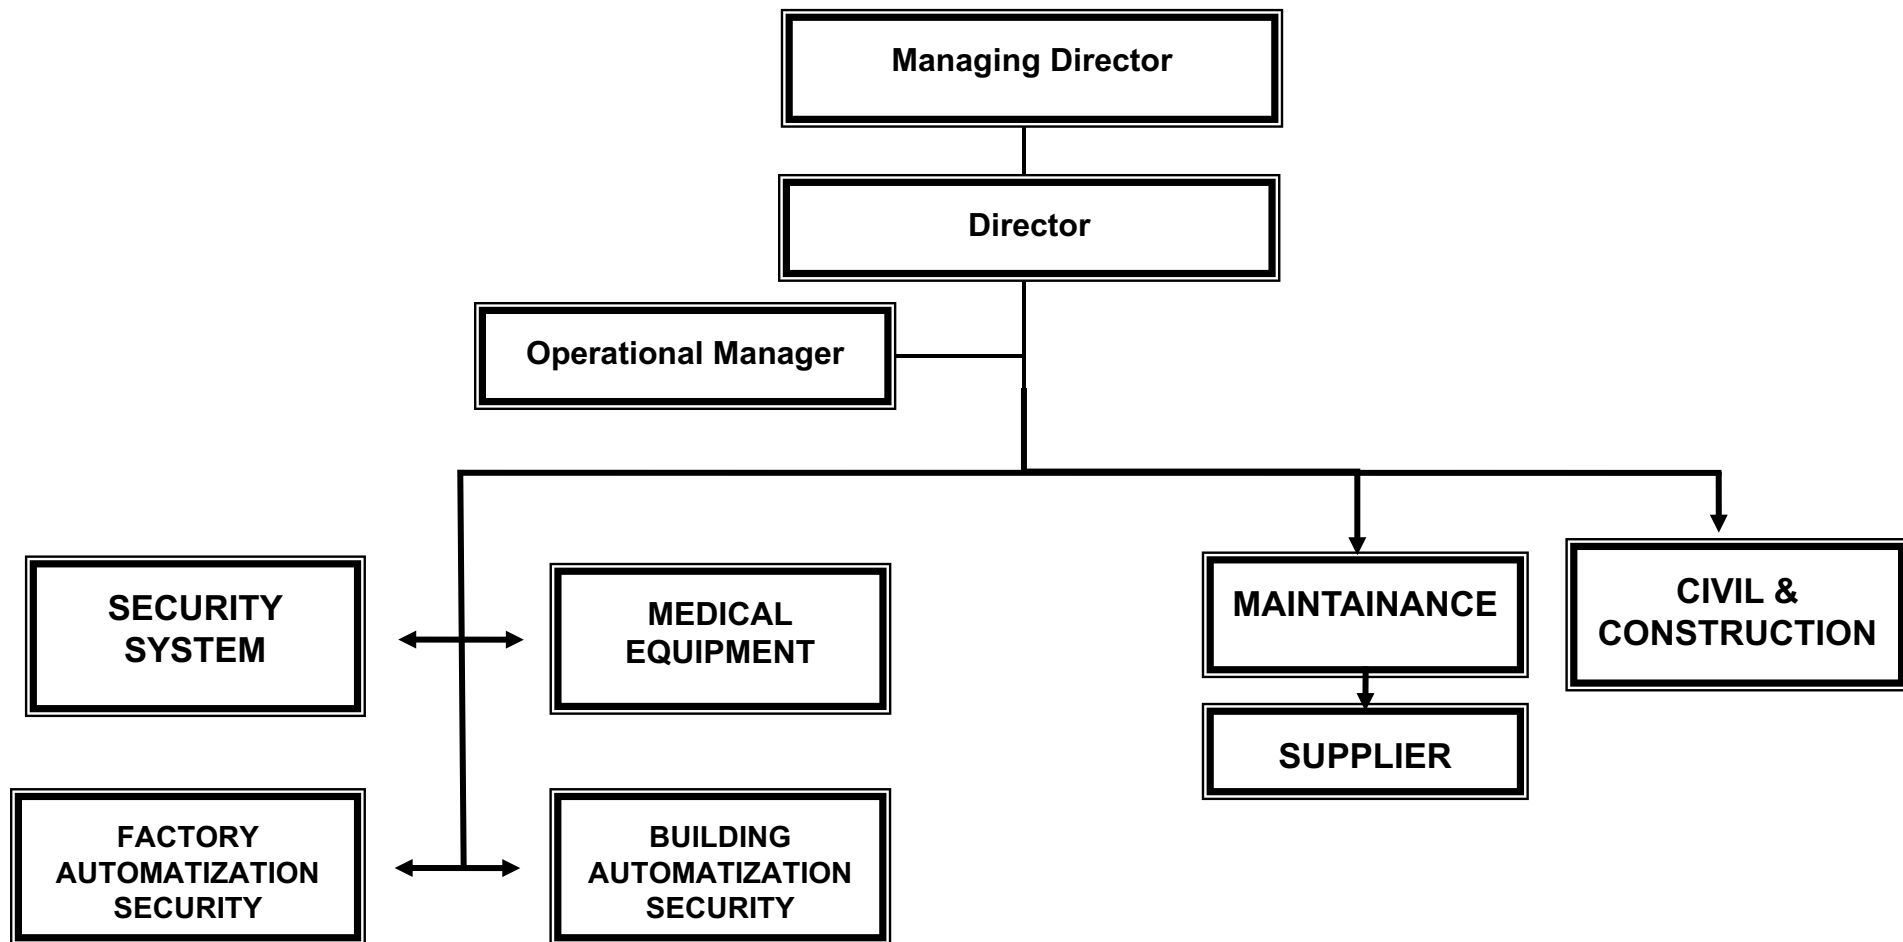 Managing Director
Director
Operational Manager
SECURITY
SYSTEM
MEDICAL
EQUIPMENT
MAINTAINANCE
CIVIL &
CONSTRUCTION
SUPPLIER
FACTORY
AUTOMATIZATION
SECURITY
BUILDING
AUTOMATIZATION
SECURITY